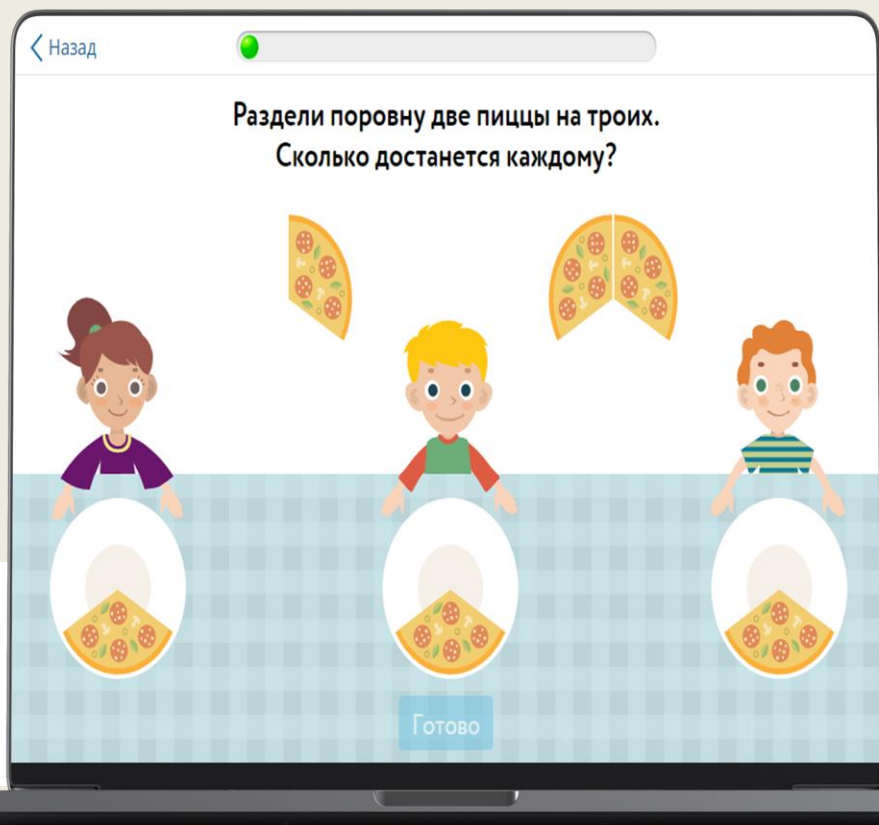 Назад
Раздели поровну две пиццы на троих.
Сколько достанется каждому?
Готово